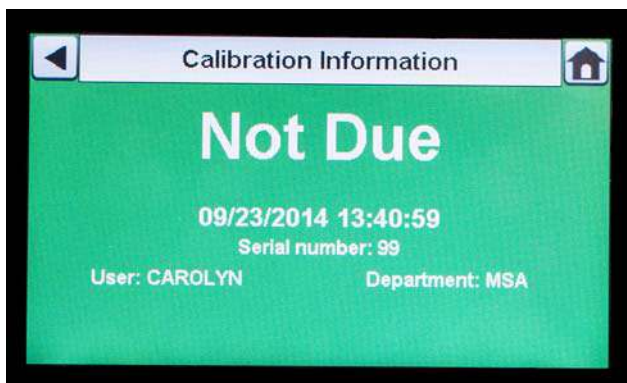 Calibration Information
Not Due
09/23/2014 13:40:59
Serial number: 99
User: CAROLYN Department: MSA